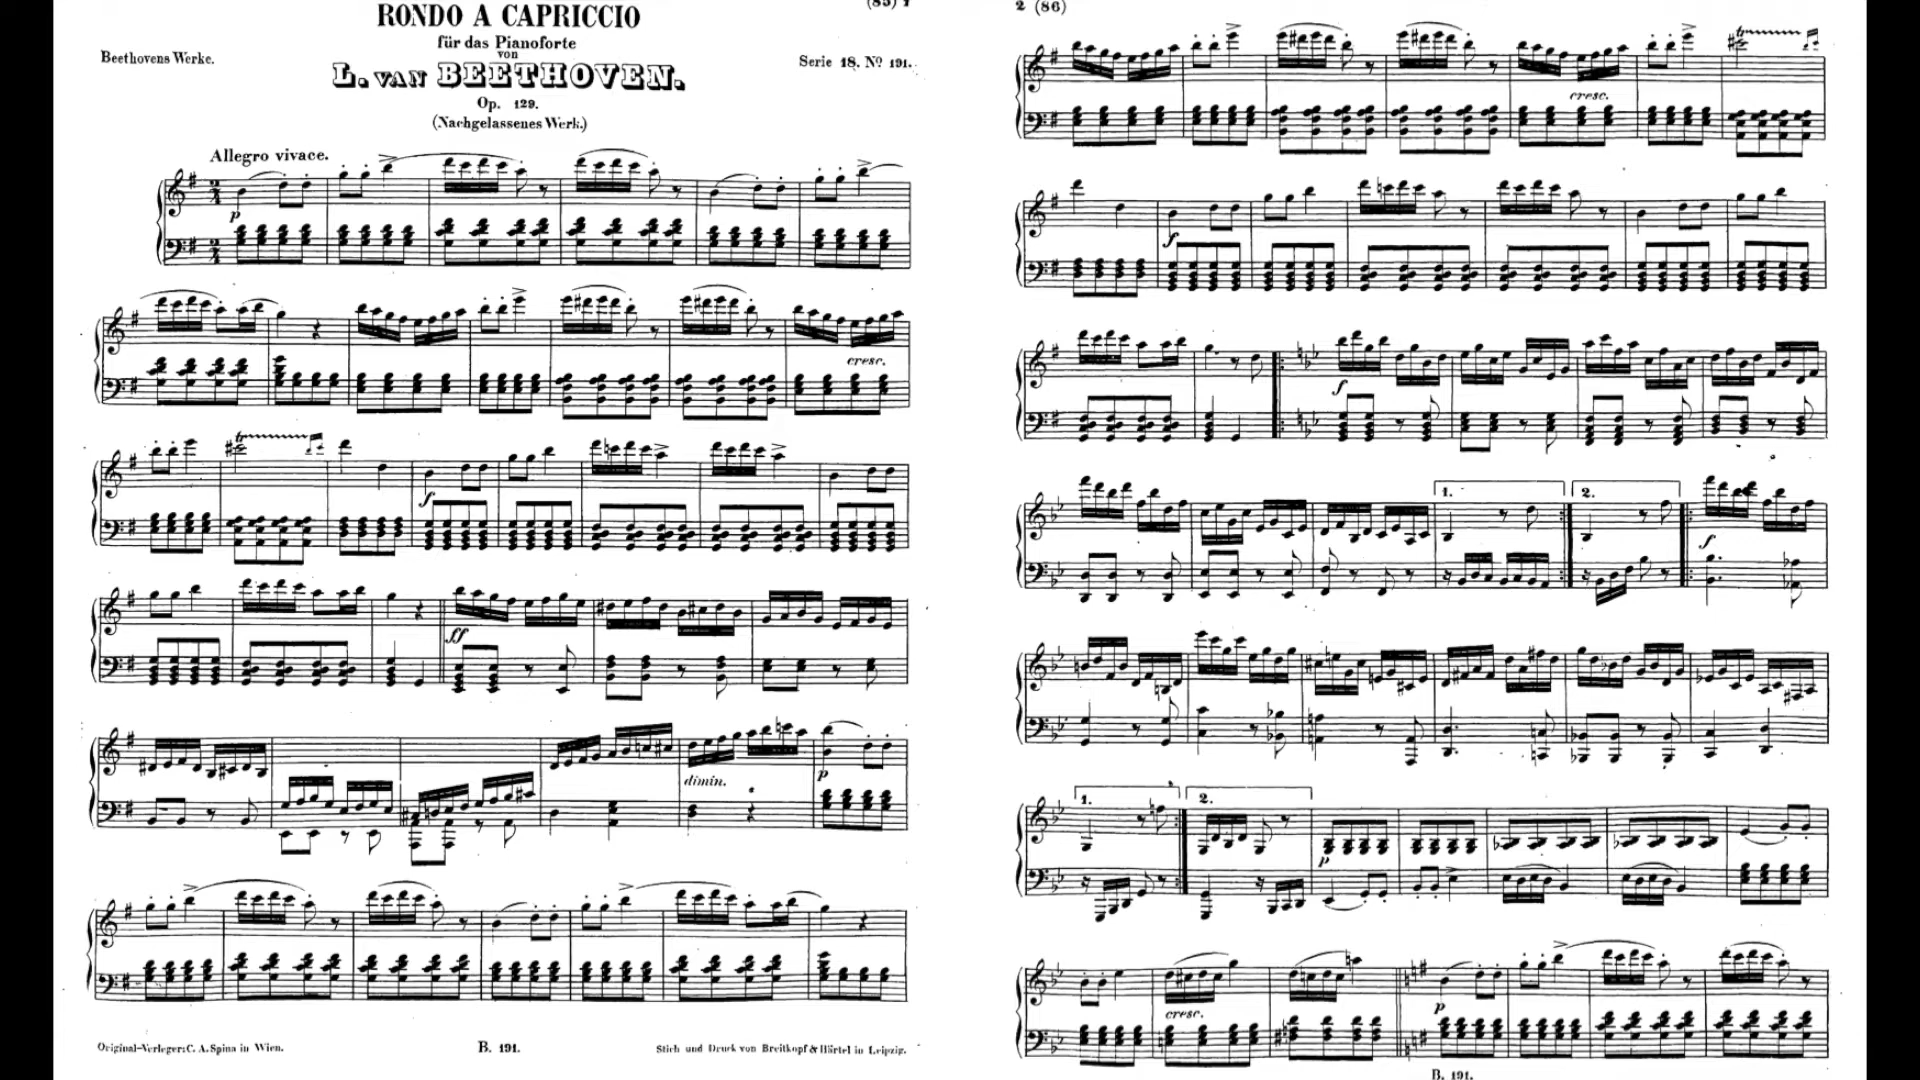 RONDO A CAPRICCIO
für das Pianoforte
von
Beethovens Werke.
L. VAN BEETHOVEN.
Serie 18. Nº 191.
Op. 129.
(Nachgelassenes Werk.)
Allegro vivace.
p
cresc.
tr
f
ff
dimin.
p
Original-Verleger: C. A. Spina in Wien.
B. 191.
Stich und Druck von Breitkopf & Härtel in Leipzig.
2 (86)
tr
cresc.
f
f
1.
2.
f
1.
2.
p
cresc.
p
B. 191.